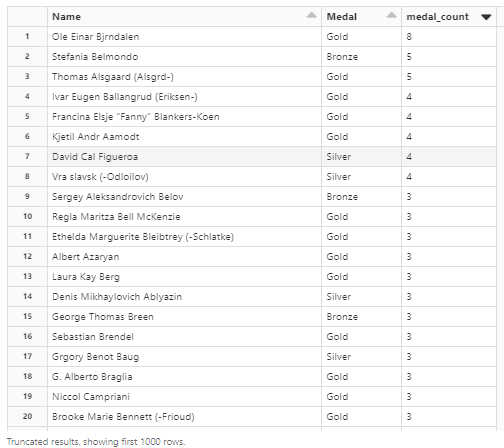 Name Medal medal_count
1 Ole Einar Bjrndalen Gold 8
2 Stefania Belmondo Bronze 5
3 Thomas Alsgaard (Alsgrd-) Gold 5
4 Ivar Eugen Ballangrud (Eriksen-) Gold 4
5 Francina Elsje "Fanny" Blankers-Koen Gold 4
6 Kjetil Andr Aamodt Gold 4
7 David Cal Figueroa Silver 4
8 Vra slavsk (-Odloilov) Silver 4
9 Sergey Aleksandrovich Belov Bronze 3
10 Regla Maritza Bell McKenzie Gold 3
11 Ethelda Marguerite Bleibtrey (-Schlatke) Gold 3
12 Albert Azaryan Gold 3
13 Laura Kay Berg Gold 3
14 Denis Mikhaylovich Ablyazin Silver 3
15 George Thomas Breen Bronze 3
16 Sebastian Brendel Gold 3
17 Grgory Benot Baug Silver 3
18 G. Alberto Braglia Gold 3
19 Niccol Campriani Gold 3
20 Brooke Marie Bennett (-Frioud) Gold 3
Truncated results, showing first 1000 rows.